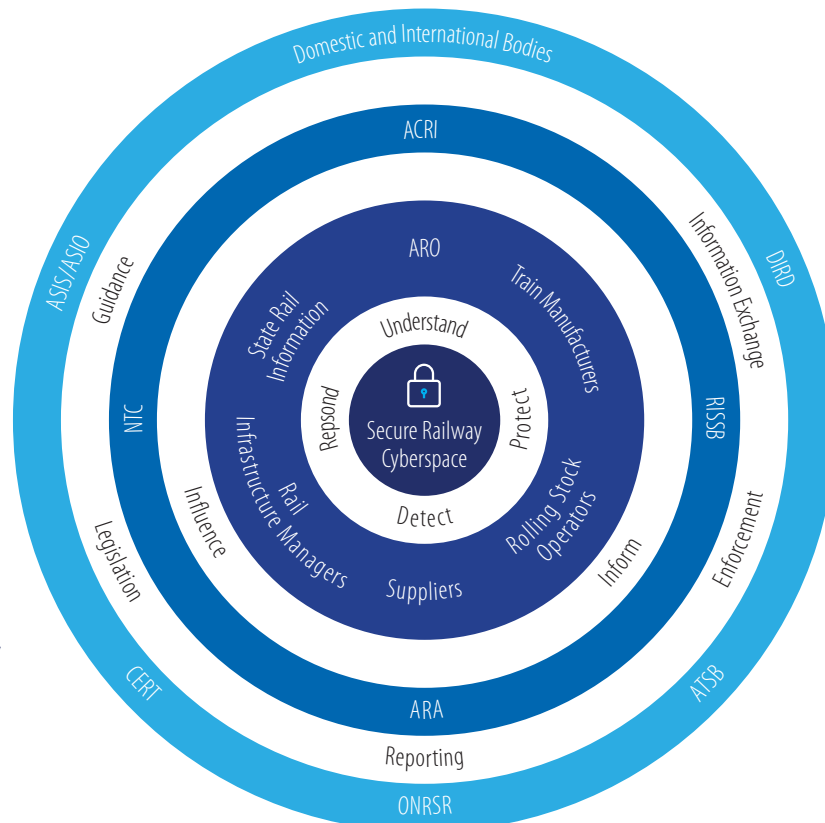 Domestic and International Bodies
DIRD
ATSB
ONRSR
CERT
ASIS/ASIO
Guidance
Information Exchange
Enforcement
Reporting
Legislation
ACRI
RISSB
ARA
NTC
Influence
Inform
ARO
Train Manufacturers
Rolling Stock
Operators
Suppliers
Rail
Infrastructure Managers
State Rail
Information
Understand
Protect
Detect
Repsond
Secure Railway
Cyberspace